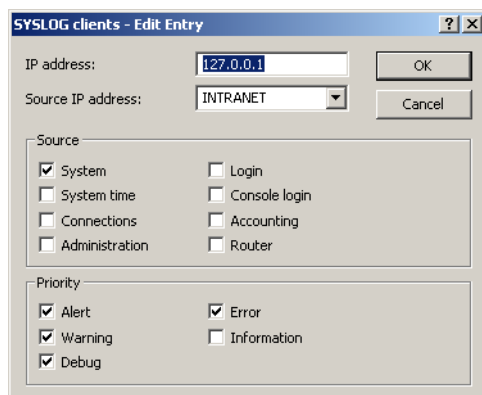 SYSLOG clients - Edit Entry
IP address: 127.0.0.1 OK
Source IP address: INTRANET Cancel
Source
System Login
System time Console login
Connections Accounting
Administration Router
Priority
Alert Error
Warning Information
Debug